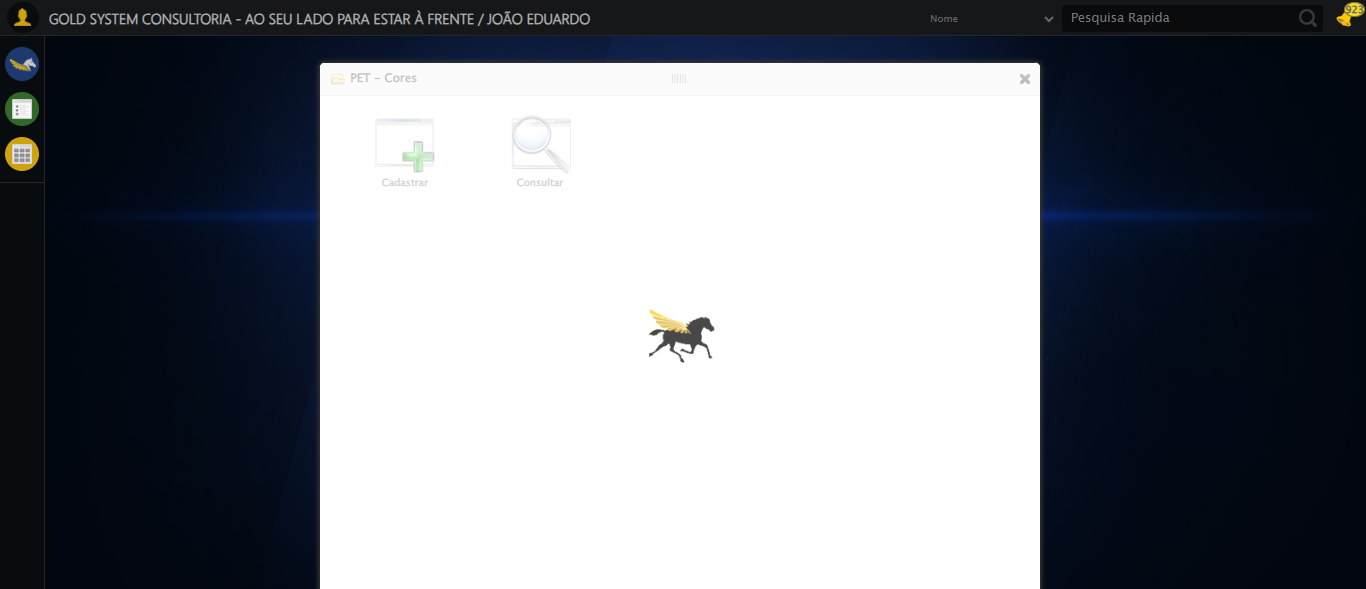 GOLD SYSTEM CONSULTORIA - AO SEU LADO PARA ESTAR À FRENTE / JOÃO EDUARDO
Nome
Pesquisa Rapida
923
PET - Cores
Cadastrar
Consultar